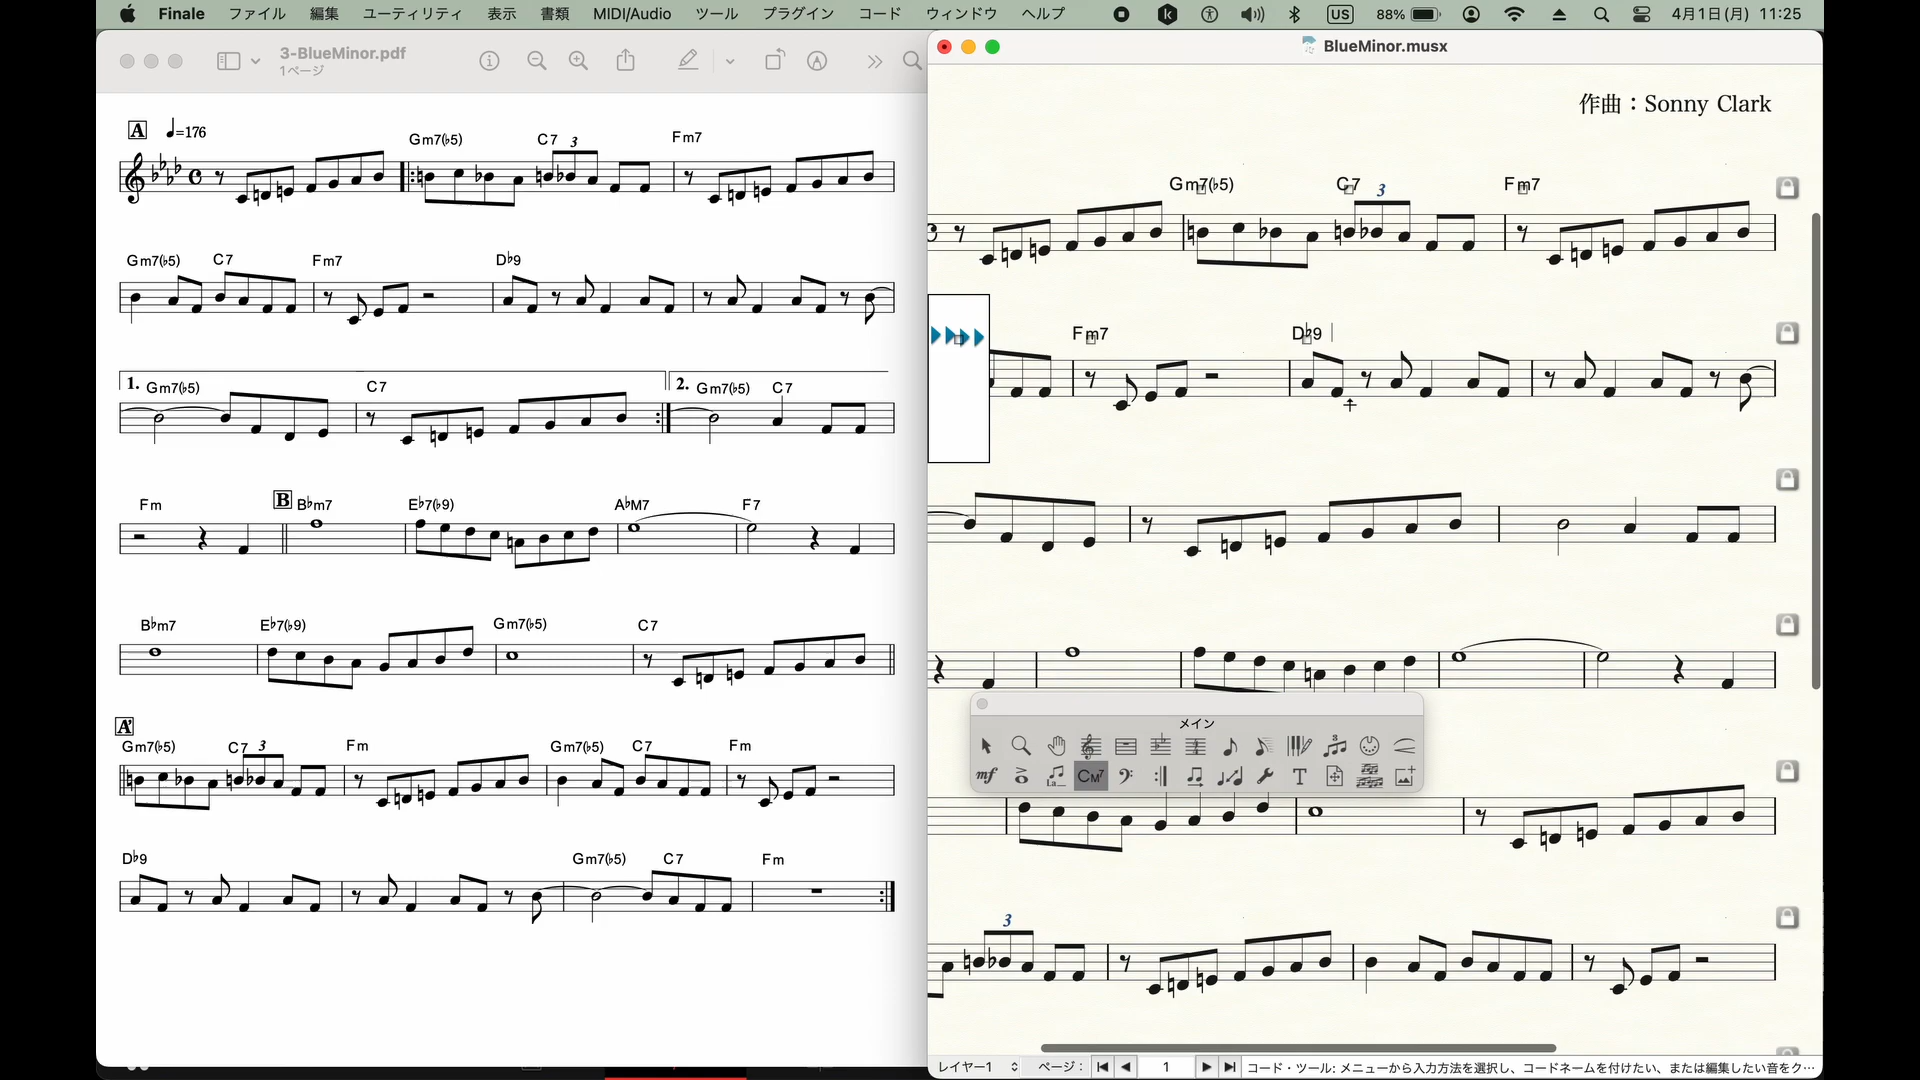 Finale ファイル 編集 ユーティリティ 表示 書類 MIDI/Audio ツール プラグイン コード ウィンドウ ヘルプ US 88% 4月1日(月) 11:25
3-BlueMinor.pdf
1ページ
A ♩=176
Gm7(♭5) C7 3 Fm7
Gm7(♭5) C7 Fm7 D♭9
1. Gm7(♭5) C7 2. Gm7(♭5) C7
Fm B B♭m7 E♭7(♭9) A♭M7 F7
B♭m7 E♭7(♭9) Gm7(♭5) C7
A'
Gm7(♭5) C7 3 Fm Gm7(♭5) C7 Fm
D♭9 Gm7(♭5) C7 Fm
BlueMinor.musx
作曲：Sonny Clark
Gm7(♭5) C7 3 Fm7
Fm7 D♭9
メイン
mf CM7 T
3
レイヤー1 ページ： 1 コード・ツール: メニューから入力方法を選択し、コードネームを付けたい、または編集したい音をク…